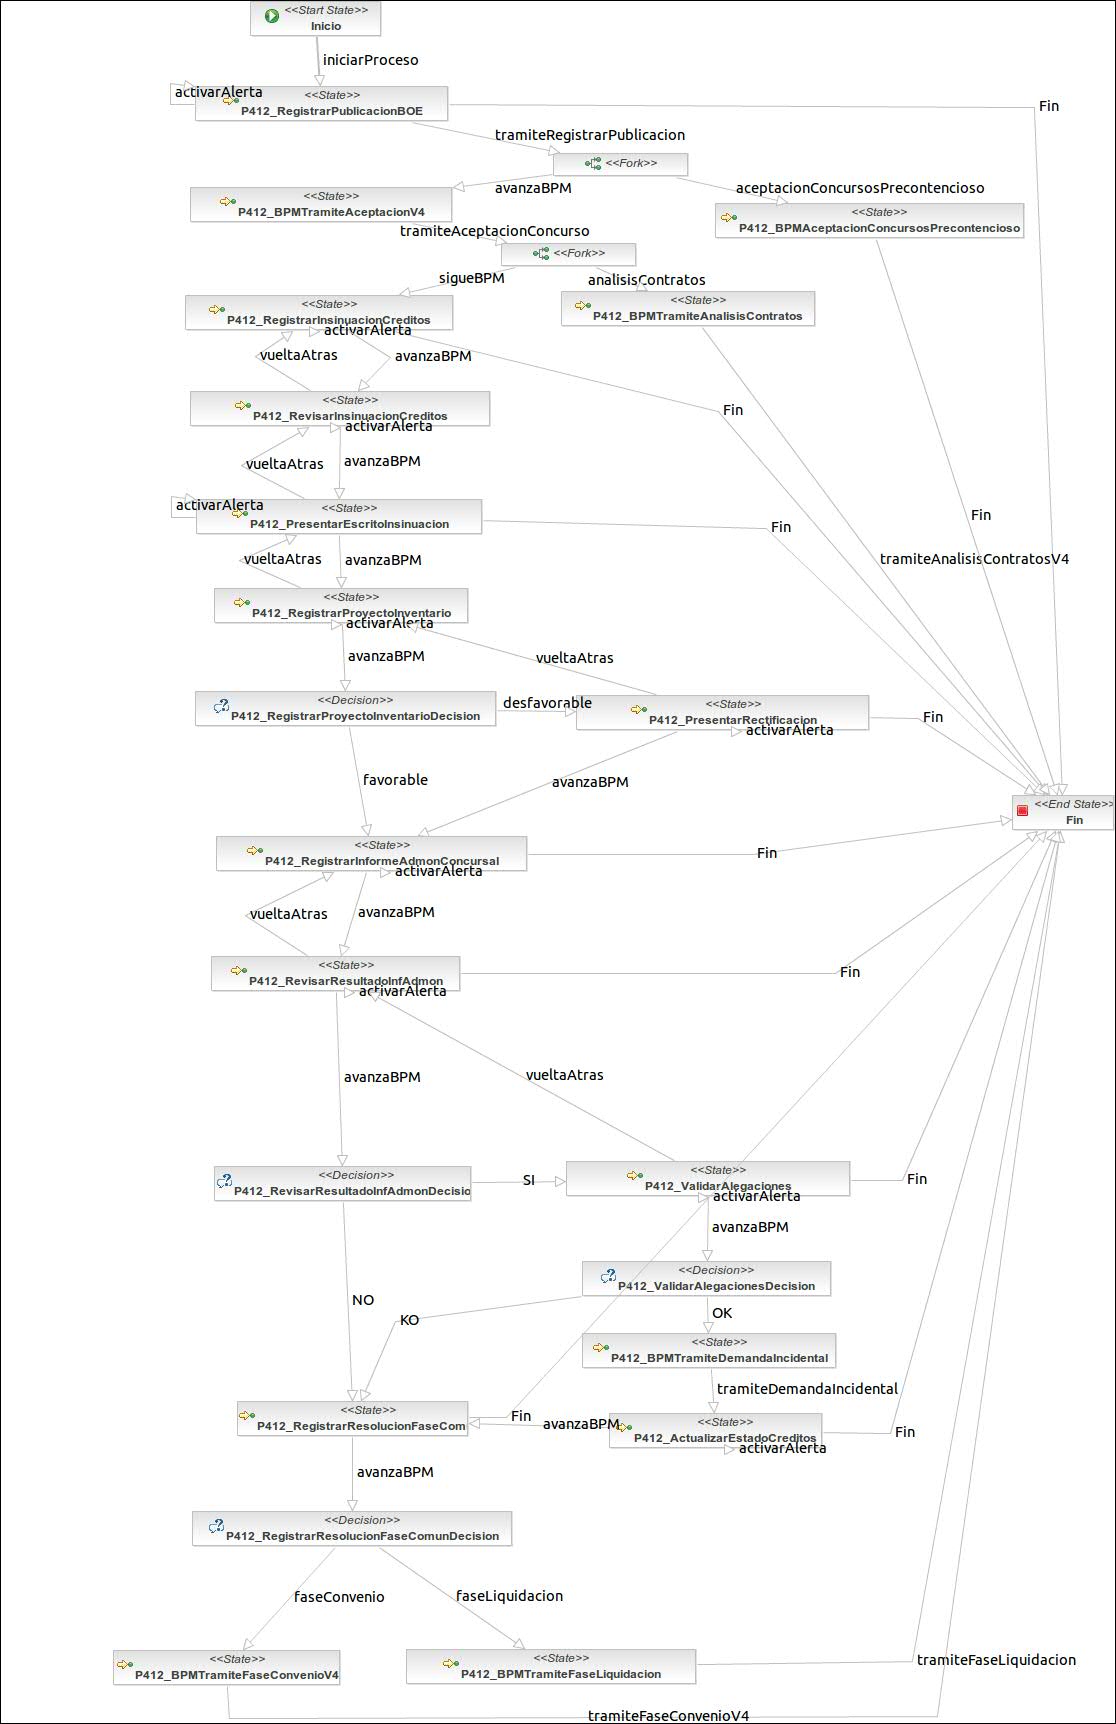 <<Start State>>
Inicio
iniciarProceso
activarAlerta
<<State>>
P412_RegistrarPublicacionBOE
Fin
tramiteRegistrarPublicacion
<<Fork>>
avanzaBPM
aceptacionConcursosPrecontencioso
<<State>>
P412_BPMTramiteAceptacionV4
<<State>>
P412_BPMAceptacionConcursosPrecontencioso
tramiteAceptacionConcurso
<<Fork>>
sigueBPM
analisisContratos
<<State>>
P412_RegistrarInsinuacionCreditos
<<State>>
P412_BPMTramiteAnalisisContratos
activarAlerta
vueltaAtras
avanzaBPM
<<State>>
P412_RevisarInsinuacionCreditos
Fin
activarAlerta
vueltaAtras
avanzaBPM
activarAlerta
<<State>>
P412_PresentarEscritoInsinuacion
Fin
Fin
vueltaAtras
avanzaBPM
tramiteAnalisisContratosV4
<<State>>
P412_RegistrarProyectoInventario
activarAlerta
avanzaBPM
vueltaAtras
<<Decision>>
P412_RegistrarProyectoInventarioDecision
desfavorable
<<State>>
P412_PresentarRectificacion
Fin
activarAlerta
favorable
avanzaBPM
<<End State>>
Fin
<<State>>
P412_RegistrarInformeAdmonConcursal
Fin
activarAlerta
vueltaAtras
avanzaBPM
<<State>>
P412_RevisarResultadoInfAdmon
Fin
activarAlerta
avanzaBPM
vueltaAtras
<<Decision>>
P412_RevisarResultadoInfAdmonDecisio
SI
<<State>>
P412_ValidarAlegaciones
Fin
activarAlerta
avanzaBPM
<<Decision>>
P412_ValidarAlegacionesDecision
NO
KO
OK
<<State>>
P412_BPMTramiteDemandaIncidental
tramiteDemandaIncidental
<<State>>
P412_RegistrarResolucionFaseCom
Fin
avanzaBPM
<<State>>
P412_ActualizarEstadoCreditos
Fin
activarAlerta
avanzaBPM
<<Decision>>
P412_RegistrarResolucionFaseComunDecision
faseConvenio
faseLiquidacion
<<State>>
P412_BPMTramiteFaseConvenioV4
<<State>>
P412_BPMTramiteFaseLiquidacion
tramiteFaseLiquidacion
tramiteFaseConvenioV4